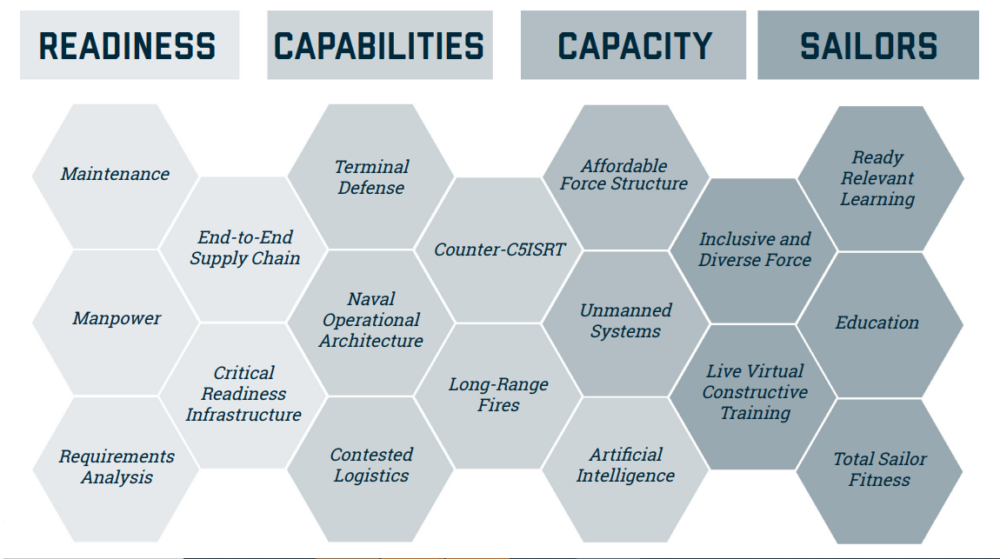 READINESS
CAPABILITIES
CAPACITY
SAILORS
Maintenance
Manpower
Requirements
Analysis
End-to-End
Supply Chain
Critical
Readiness
Infrastructure
Terminal
Defense
Naval
Operational
Architecture
Contested
Logistics
Counter-C5ISRT
Long-Range
Fires
Affordable
Force Structure
Unmanned
Systems
Artificial
Intelligence
Inclusive and
Diverse Force
Live Virtual
Constructive
Training
Ready
Relevant
Learning
Education
Total Sailor
Fitness